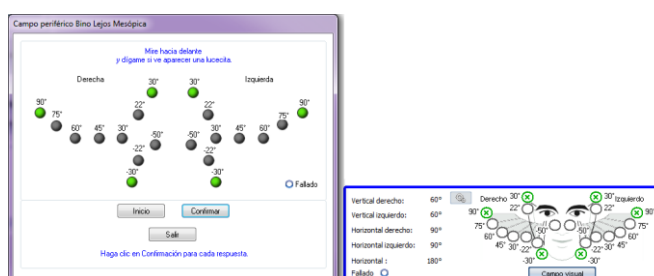 Campo periférico Bino Lejos Mesópica
Mire hacia delante
y dígame si ve aparecer una lucecita.
Derecha 30° 30° Izquierda
90° 90°
75° 75°
22° 22°
60° 45° 30° -50° -50° 30° 45° 60°
-22° -22°
-30° -30°
Fallado
Inicio Confirmar
Salir
Haga clic en Confirmación para cada respuesta.
Vertical derecho: 60°
Vertical izquierdo: 60°
Horizontal derecho: 90°
Horizontal izquierdo: 90°
Horizontal : 180°
Fallado
Derecho 30° 30° Izquierdo
90° 22° 22° 90°
75° 75°
60° -50° -50° 60°
45° 30° -22° -22° 30° 45°
-30° -30°
Campo visual